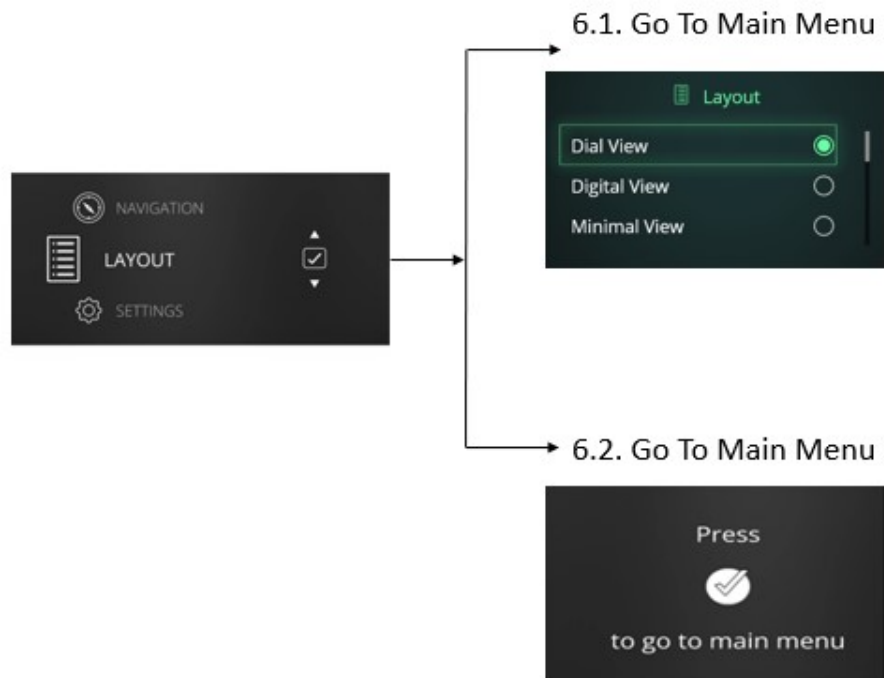 6.1. Go To Main Menu
Layout
Dial View
Digital View
Minimal View
NAVIGATION
LAYOUT
SETTINGS
6.2. Go To Main Menu
Press
to go to main menu